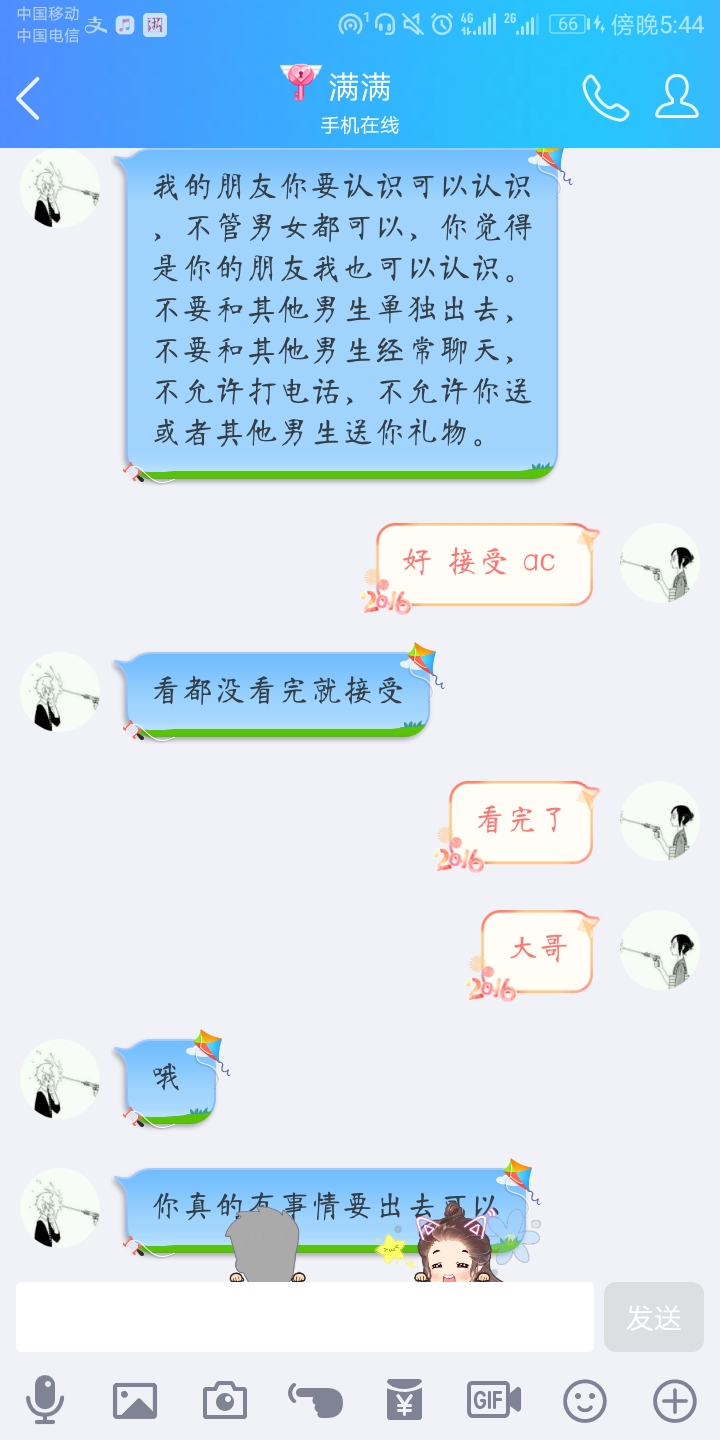 中国移动
中国电信
支
浙
1
4G
2G
66
傍晚5:44
满满
手机在线
我的朋友你要认识可以认识
，不管男女都可以，你觉得
是你的朋友我也可以认识。
不要和其他男生单独出去，
不要和其他男生经常聊天，
不允许打电话，不允许你送
或者其他男生送你礼物。
好 接受 ac
2016
看都没看完就接受
看完了
2016
大哥
2016
哦
你真的有事情要出去可以
发送
¥
GIF